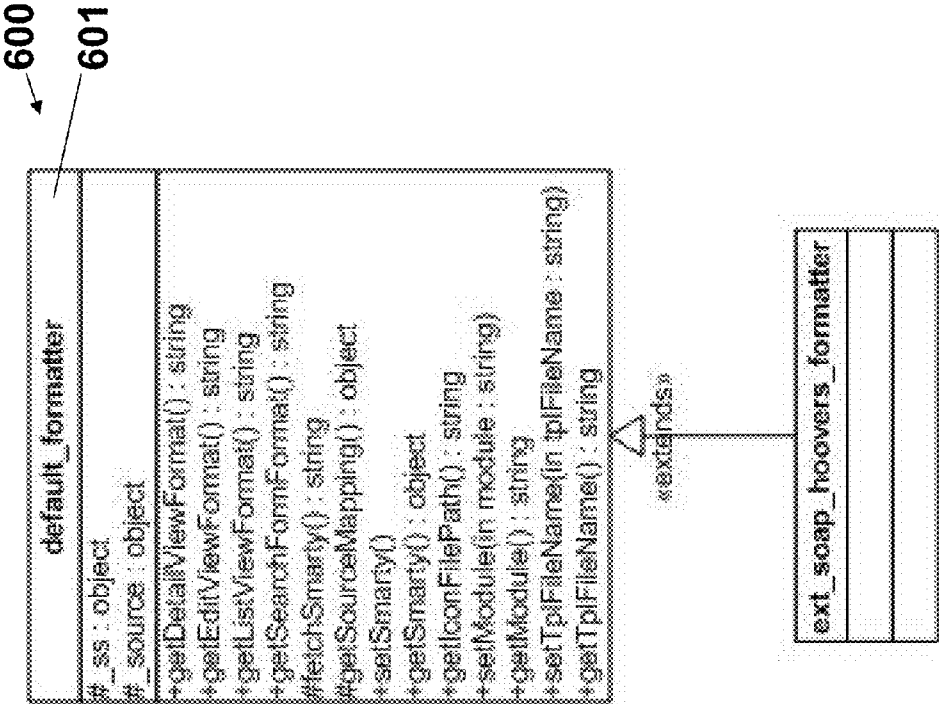 600
601
default_formatter
#_ss : object
#_source : object
+getDetailViewFormat() : string
+getEditViewFormat() : string
+getListViewFormat() : string
+getSearchFormFormat() : string
#fetchSmarty() : string
#getSourceMapping() : object
+setSmarty()
+getSmarty() : object
+getIconFilePath() : string
+setModule(in module : string)
+getModule() : string
+setTplFileName(in tplFileName : string)
+getTplFileName() : string
«extends»
ext_soap_hoovers_formatter